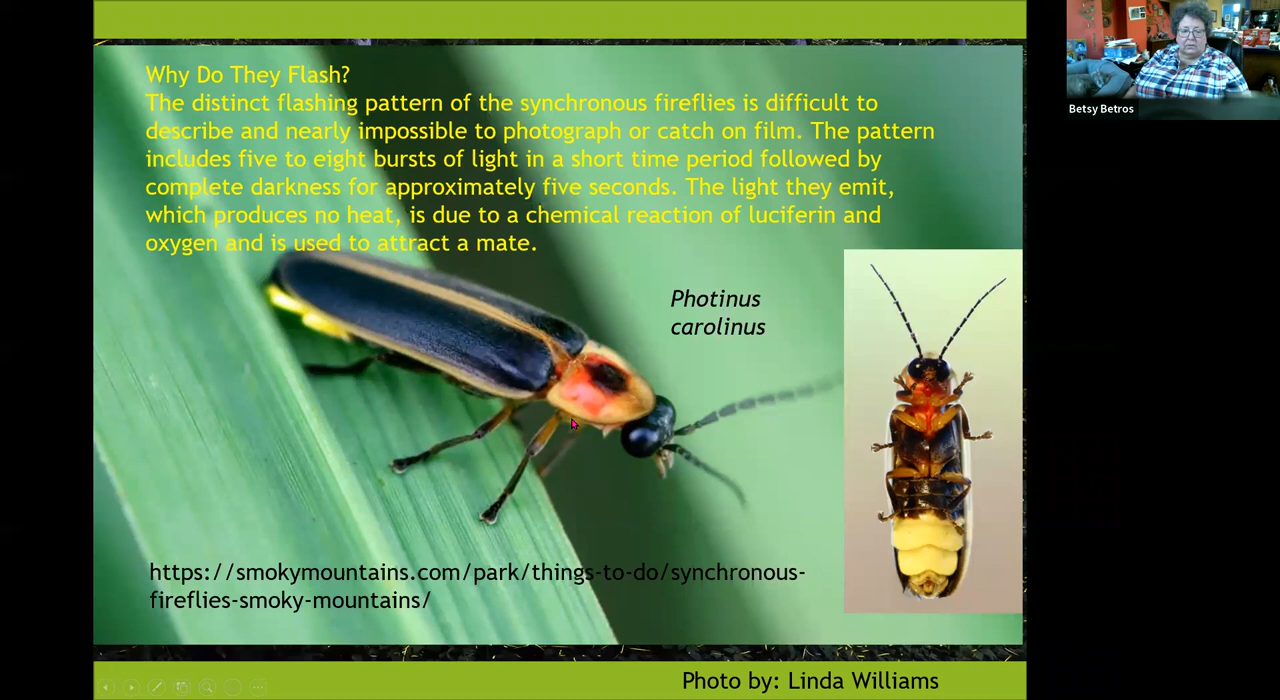 Why Do They Flash?
The distinct flashing pattern of the synchronous fireflies is difficult to
describe and nearly impossible to photograph or catch on film. The pattern
includes five to eight bursts of light in a short time period followed by
complete darkness for approximately five seconds. The light they emit,
which produces no heat, is due to a chemical reaction of luciferin and
oxygen and is used to attract a mate.
Photinus
carolinus
https://smokymountains.com/park/things-to-do/synchronous-
fireflies-smoky-mountains/
Photo by: Linda Williams
Betsy Betros